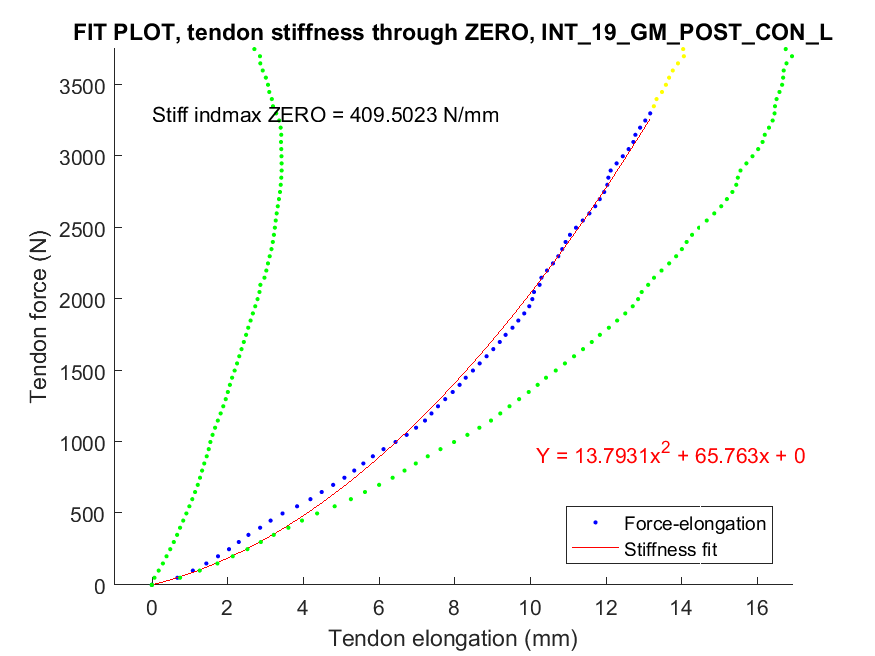 FIT PLOT, tendon stiffness through ZERO, INT_19_GM_POST_CON_L
3500
Stiff indmax ZERO = 409.5023 N/mm
3000
2500
2000
1500
1000
500
0
Tendon force (N)
Y = 13.7931x² + 65.763x + 0
Force-elongation
Stiffness fit
0 2 4 6 8 10 12 14 16
Tendon elongation (mm)